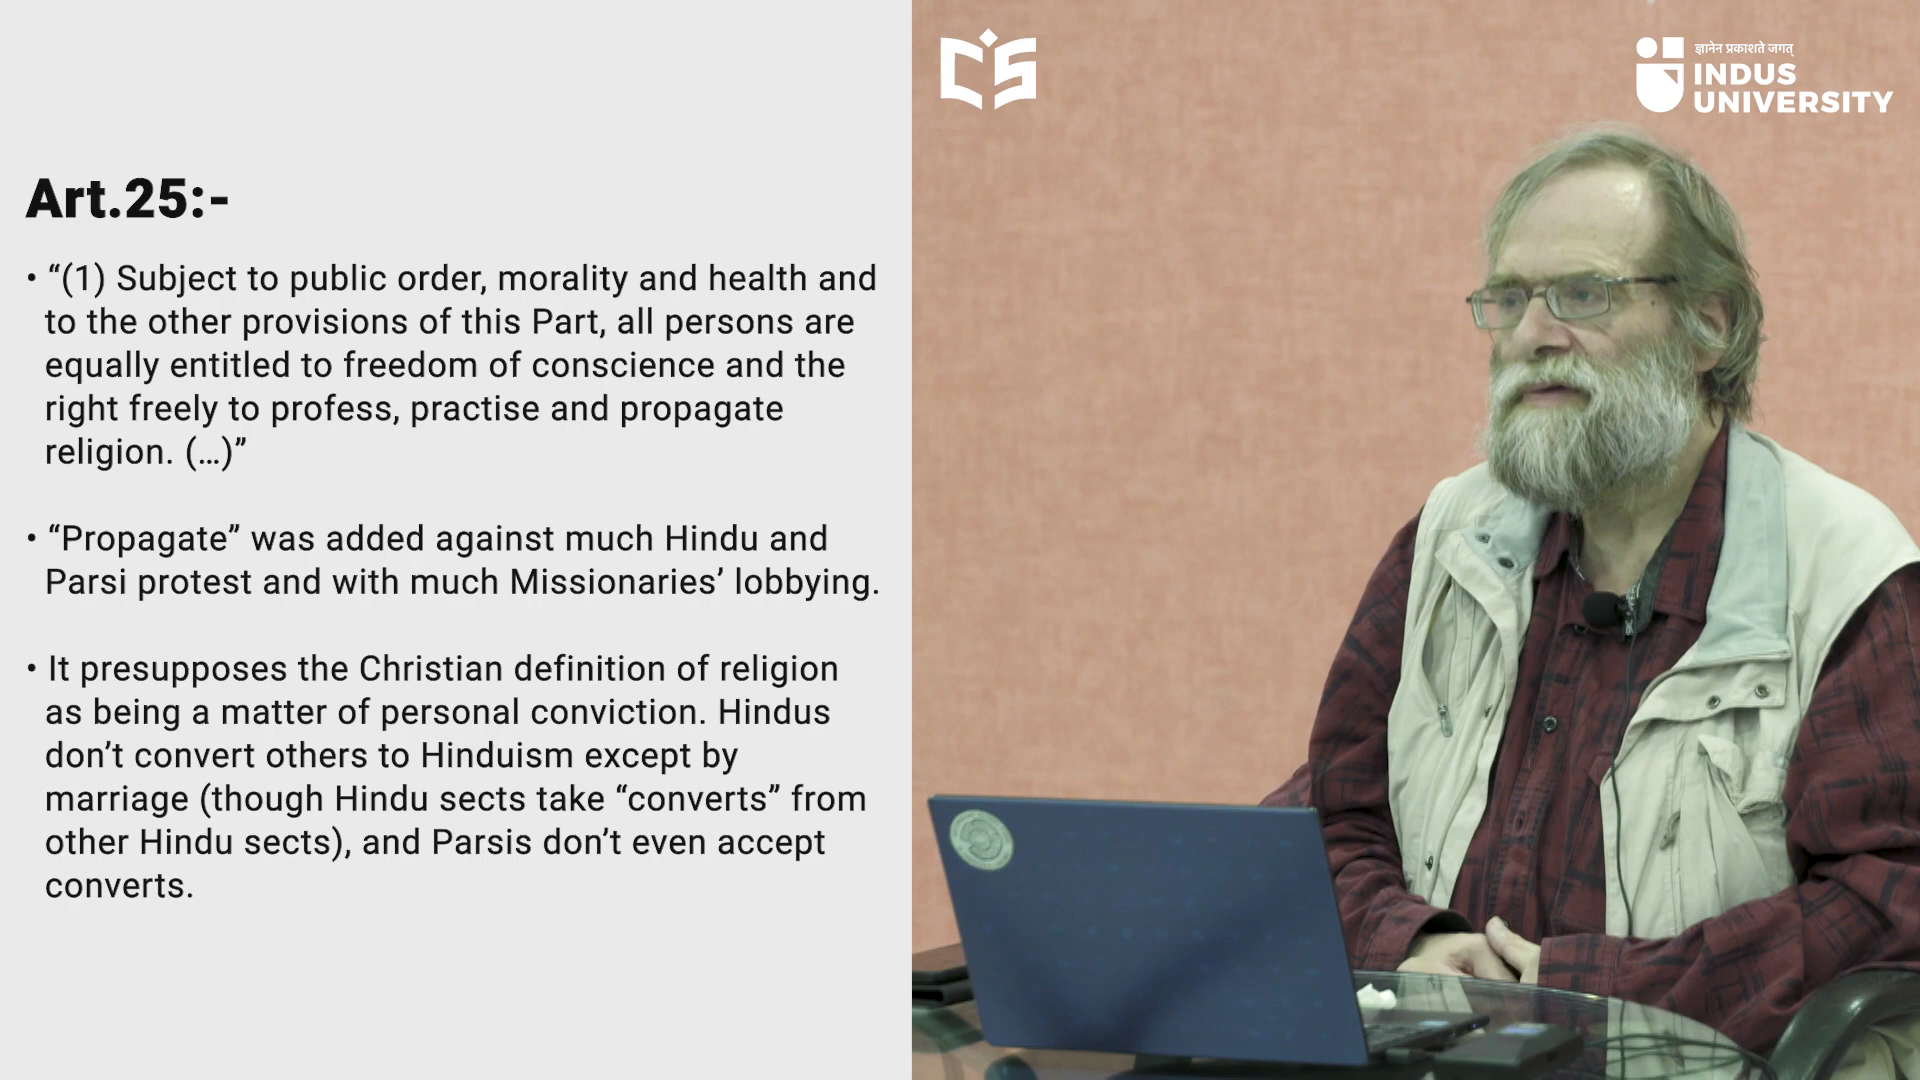 Art.25:-
• “(1) Subject to public order, morality and health and
to the other provisions of this Part, all persons are
equally entitled to freedom of conscience and the
right freely to profess, practise and propagate
religion. (…)”
• “Propagate” was added against much Hindu and
Parsi protest and with much Missionaries’ lobbying.
• It presupposes the Christian definition of religion
as being a matter of personal conviction. Hindus
don’t convert others to Hinduism except by
marriage (though Hindu sects take “converts” from
other Hindu sects), and Parsis don’t even accept
converts.
CIS
ज्ञानेन प्रकाशते जगत्
INDUS
UNIVERSITY